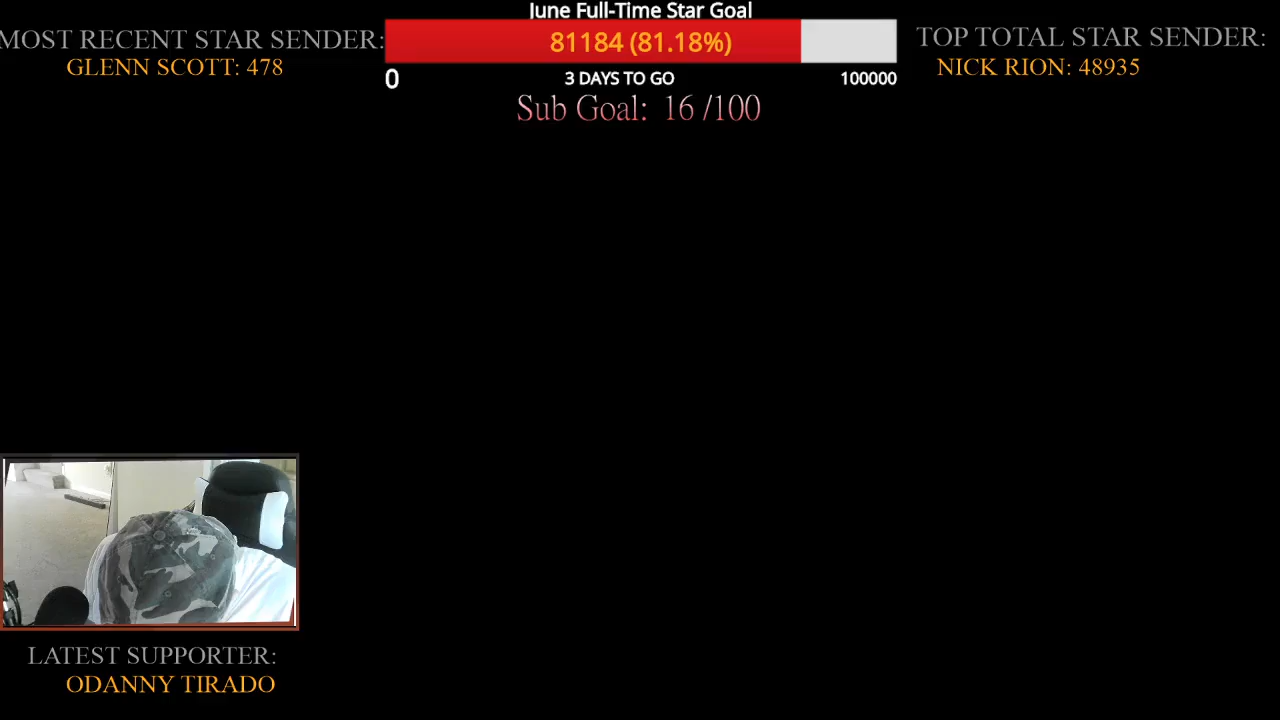 June Full-Time Star Goal
MOST RECENT STAR SENDER:
GLENN SCOTT: 478
81184 (81.18%)
TOP TOTAL STAR SENDER:
NICK RION: 48935
0
3 DAYS TO GO
100000
Sub Goal: 16 /100
LATEST SUPPORTER:
ODANNY TIRADO